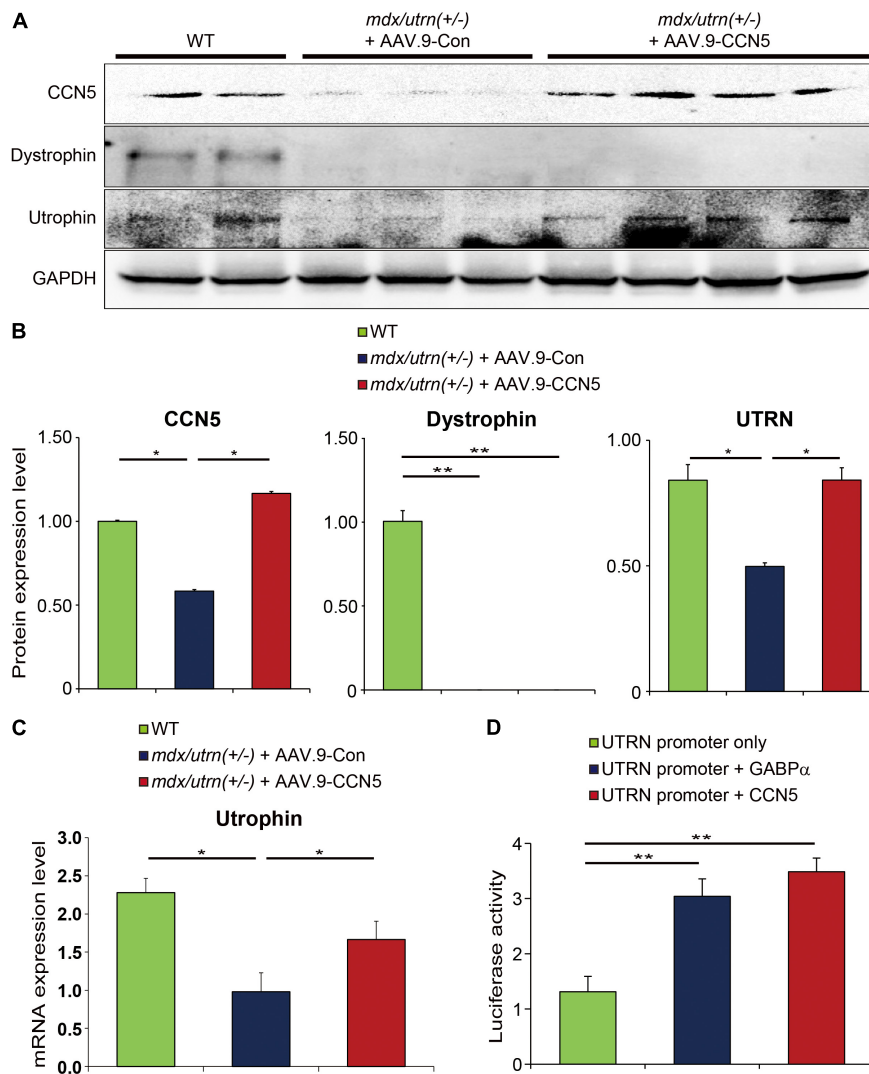 A
WT
mdx/utrn(+/-)
+ AAV.9-Con
mdx/utrn(+/-)
+ AAV.9-CCN5
CCN5
Dystrophin
Utrophin
GAPDH
B
WT
mdx/utrn(+/-) + AAV.9-Con
mdx/utrn(+/-) + AAV.9-CCN5
Protein expression level
CCN5
1.50
1.00
0.50
0
*
*
Dystrophin
1.50
1.00
0.50
0
**
**
UTRN
1.00
0.50
0
*
*
C
WT
mdx/utrn(+/-) + AAV.9-Con
mdx/utrn(+/-) + AAV.9-CCN5
Utrophin
mRNA expression level
3.0
2.5
2.0
1.5
1.0
0.5
0.0
*
*
D
UTRN promoter only
UTRN promoter + GABPα
UTRN promoter + CCN5
Luciferase activity
4
3
2
1
0
**
**